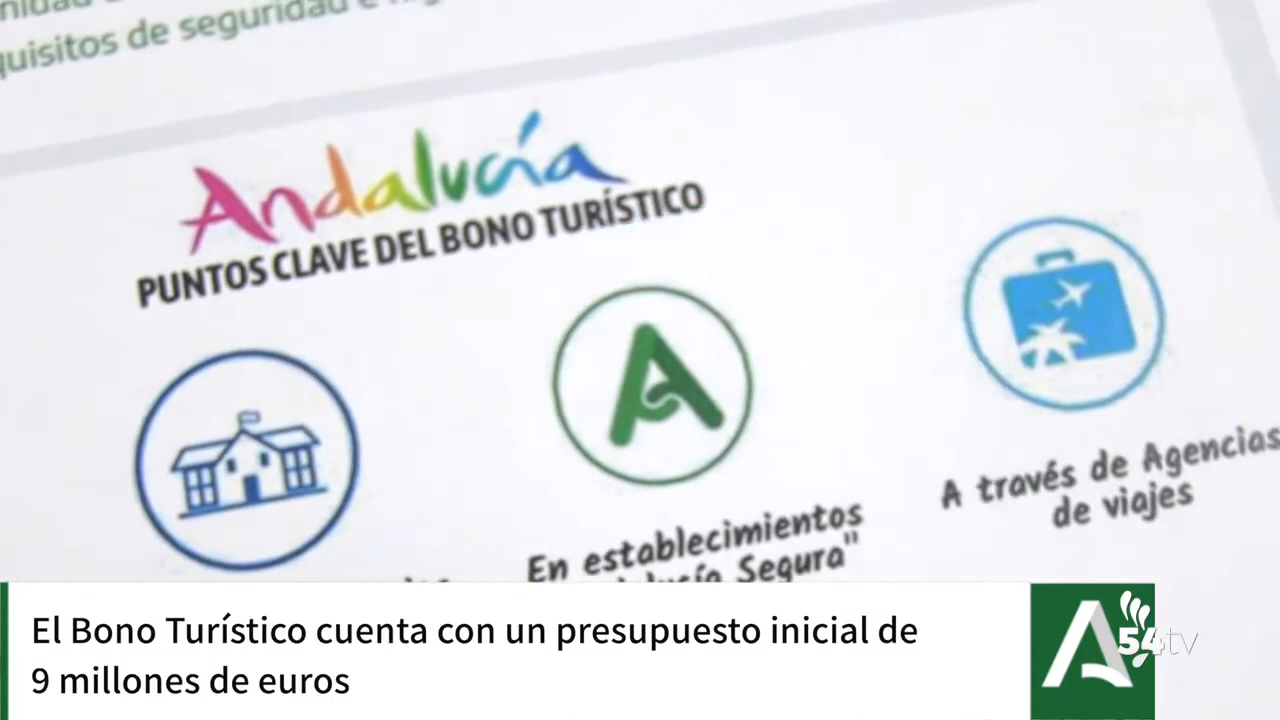 de seguridad
Andalucía
PUNTOS CLAVE DEL BONO TURÍSTICO
A través de Agencias
de viajes
En establecimientos
Segura"
El Bono Turístico cuenta con un presupuesto inicial de
9 millones de euros
54tv